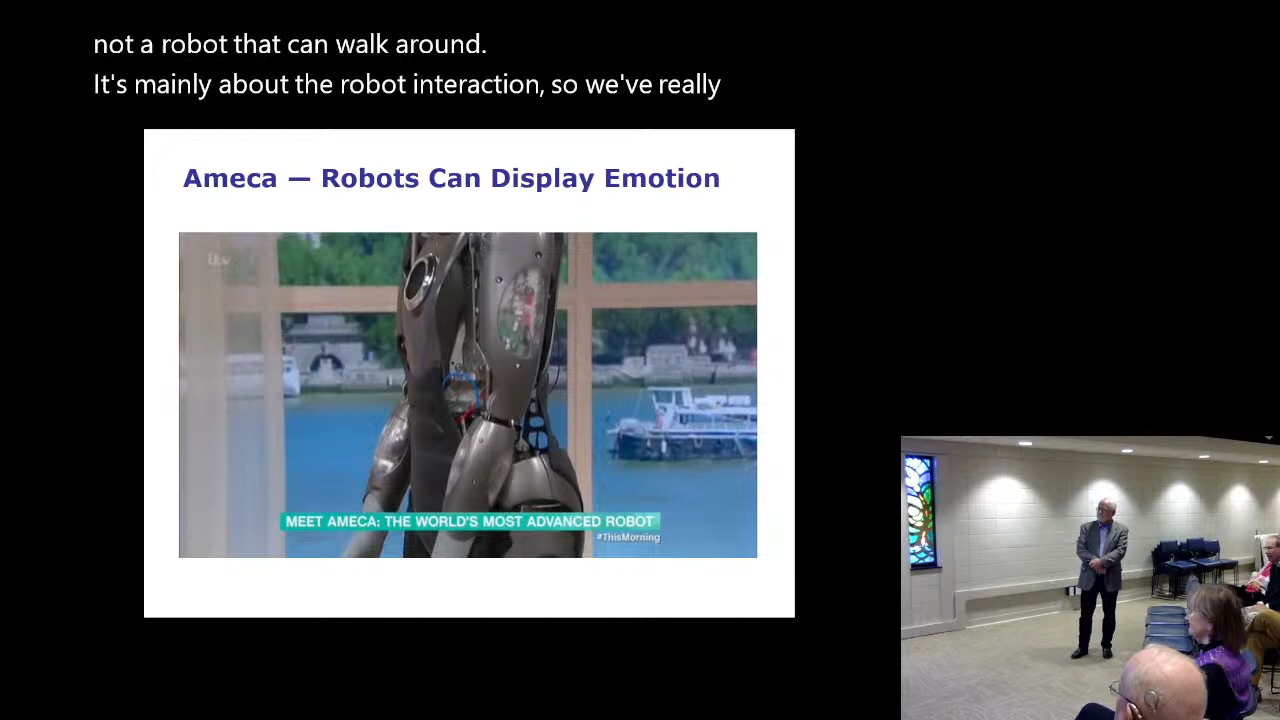 not a robot that can walk around.
It's mainly about the robot interaction, so we've really
Ameca — Robots Can Display Emotion
itv
MEET AMECA: THE WORLD'S MOST ADVANCED ROBOT
#ThisMorning